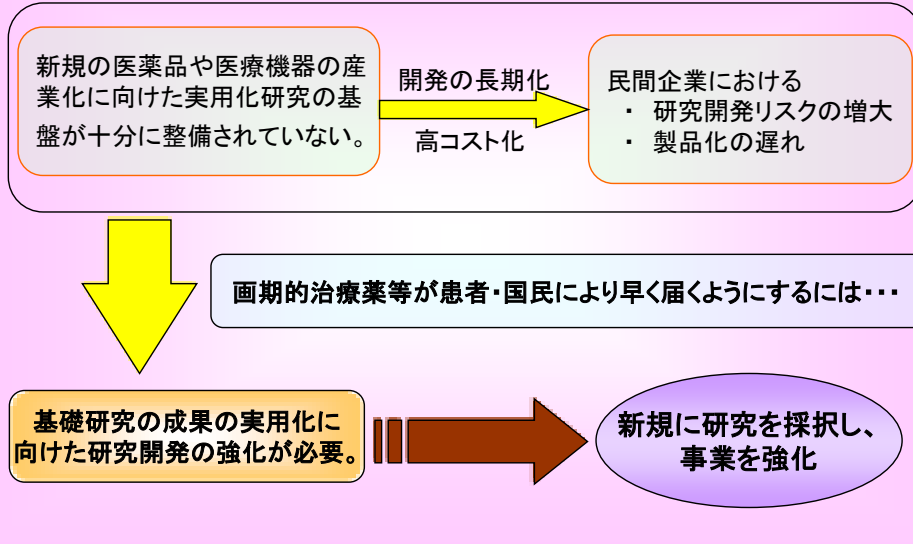 新規の医薬品や医療機器の産
業化に向けた実用化研究の基
盤が十分に整備されていない。
開発の長期化
高コスト化
民間企業における
・ 研究開発リスクの増大
・ 製品化の遅れ
画期的治療薬等が患者・国民により早く届くようにするには・・・
基礎研究の成果の実用化に
向けた研究開発の強化が必要。
新規に研究を採択し、
事業を強化